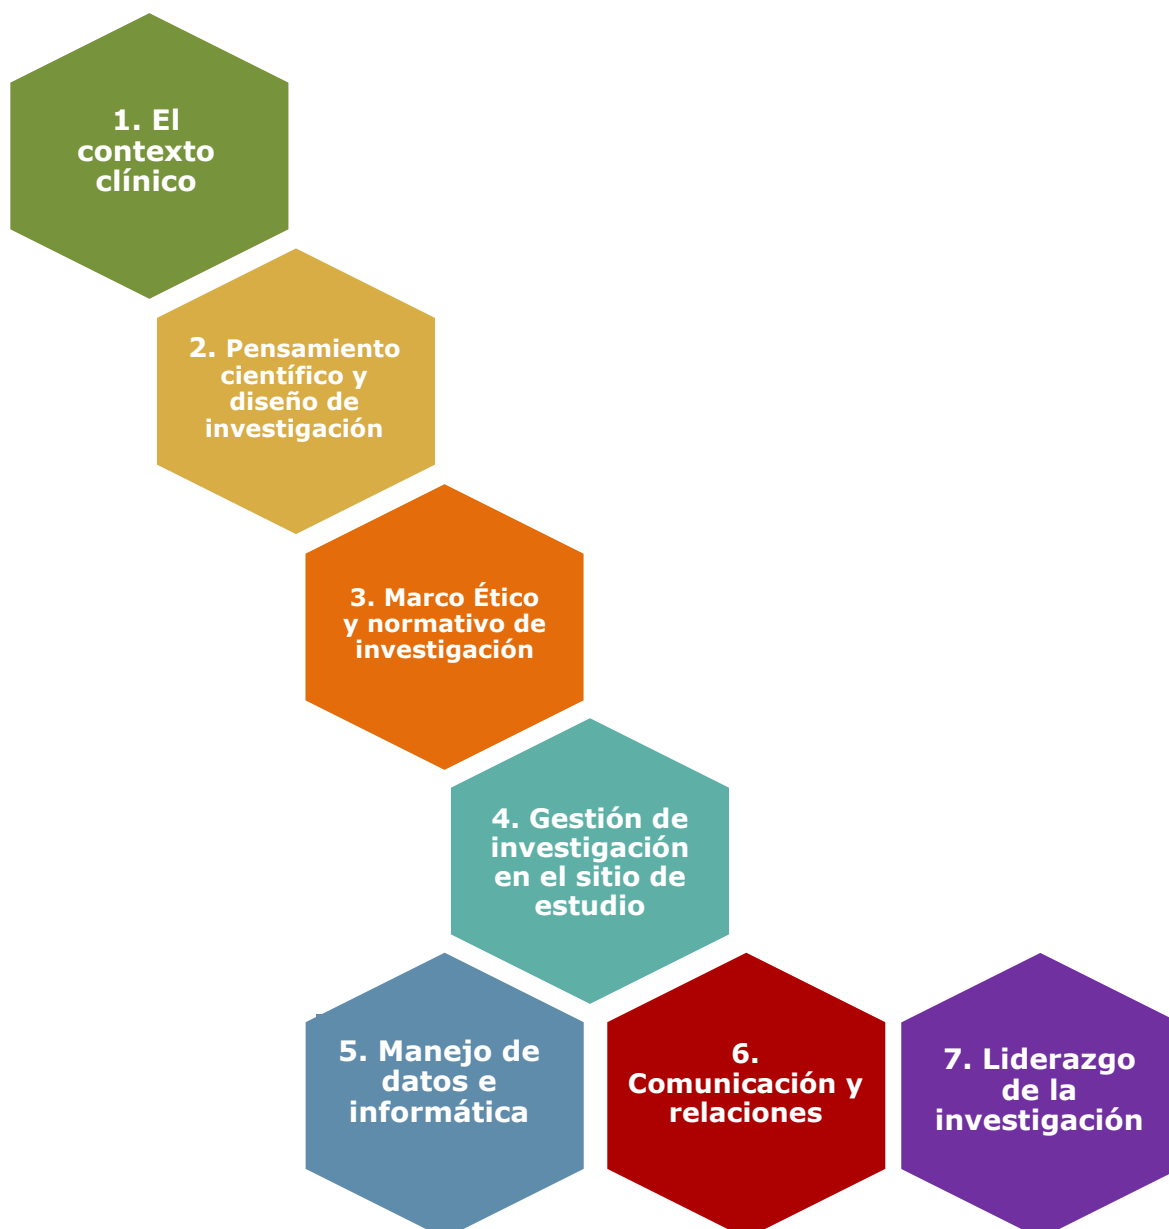 1. El
contexto
clínico
2. Pensamiento
científico y
diseño de
investigación
3. Marco Ético
y normativo de
investigación
4. Gestión de
investigación
en el sitio de
estudio
5. Manejo de
datos e
informática
6.
Comunicación y
relaciones
7. Liderazgo
de la
investigación